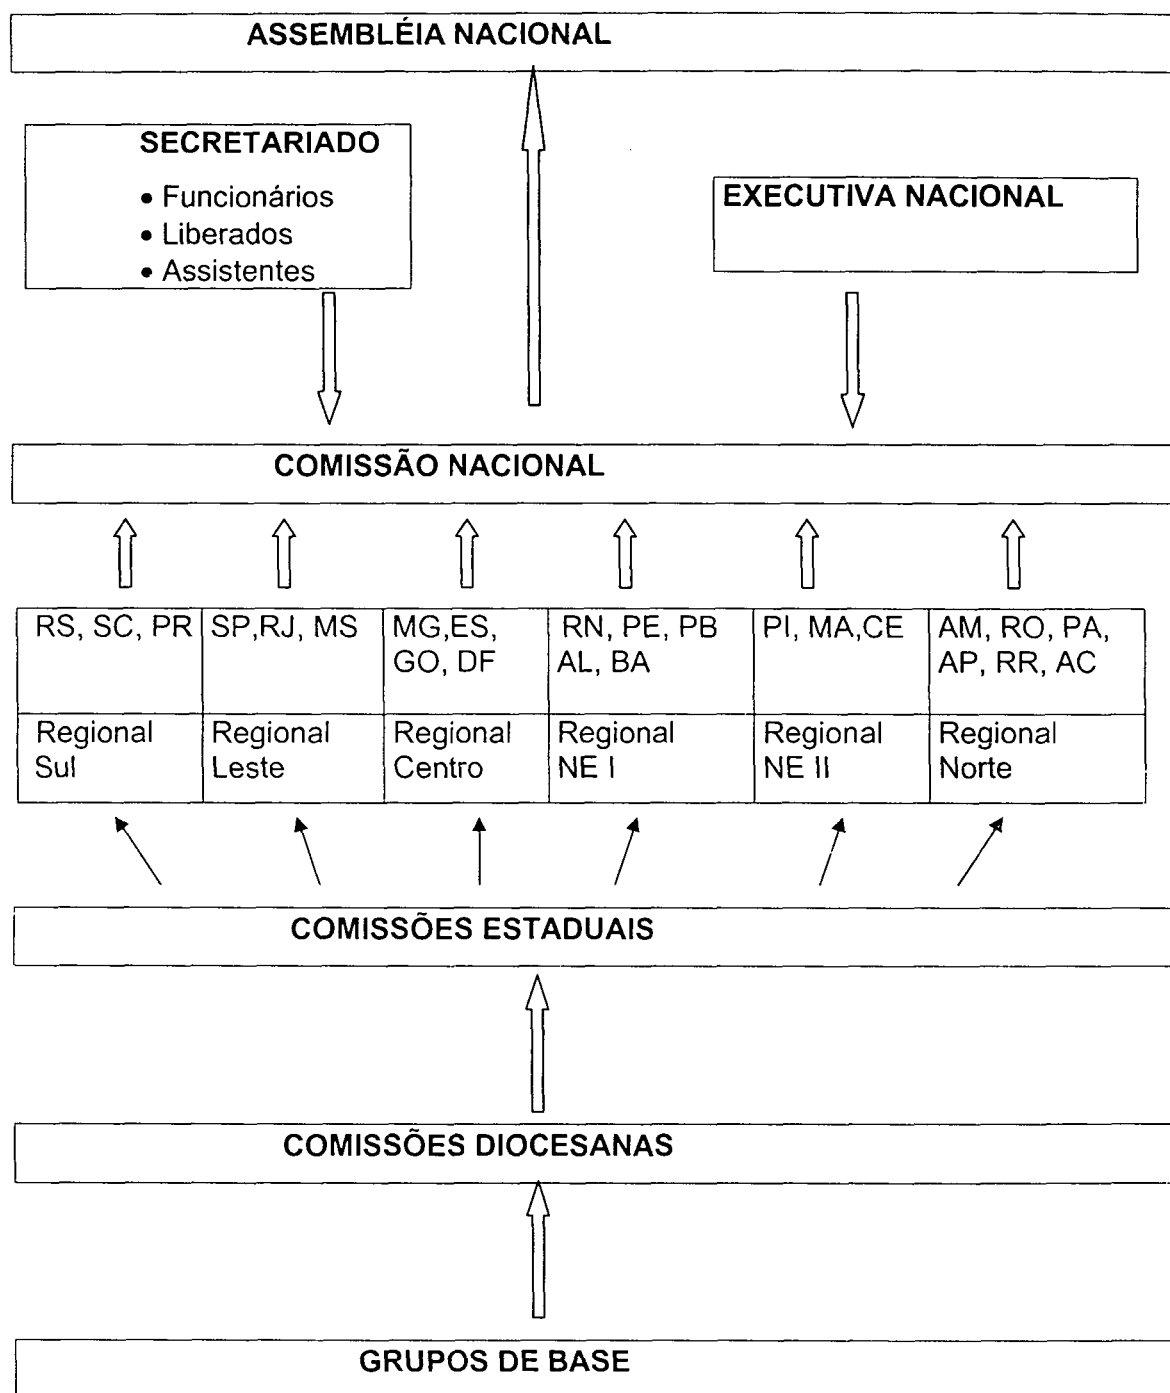 ASSEMBLÉIA NACIONAL
SECRETARIADO
• Funcionários
• Liberados
• Assistentes
EXECUTIVA NACIONAL
COMISSÃO NACIONAL
RS, SC, PR
SP,RJ, MS
MG,ES,
GO, DF
RN, PE, PB
AL, BA
PI, MA,CE
AM, RO, PA,
AP, RR, AC
Regional
Sul
Regional
Leste
Regional
Centro
Regional
NE I
Regional
NE II
Regional
Norte
COMISSÕES ESTADUAIS
COMISSÕES DIOCESANAS
GRUPOS DE BASE